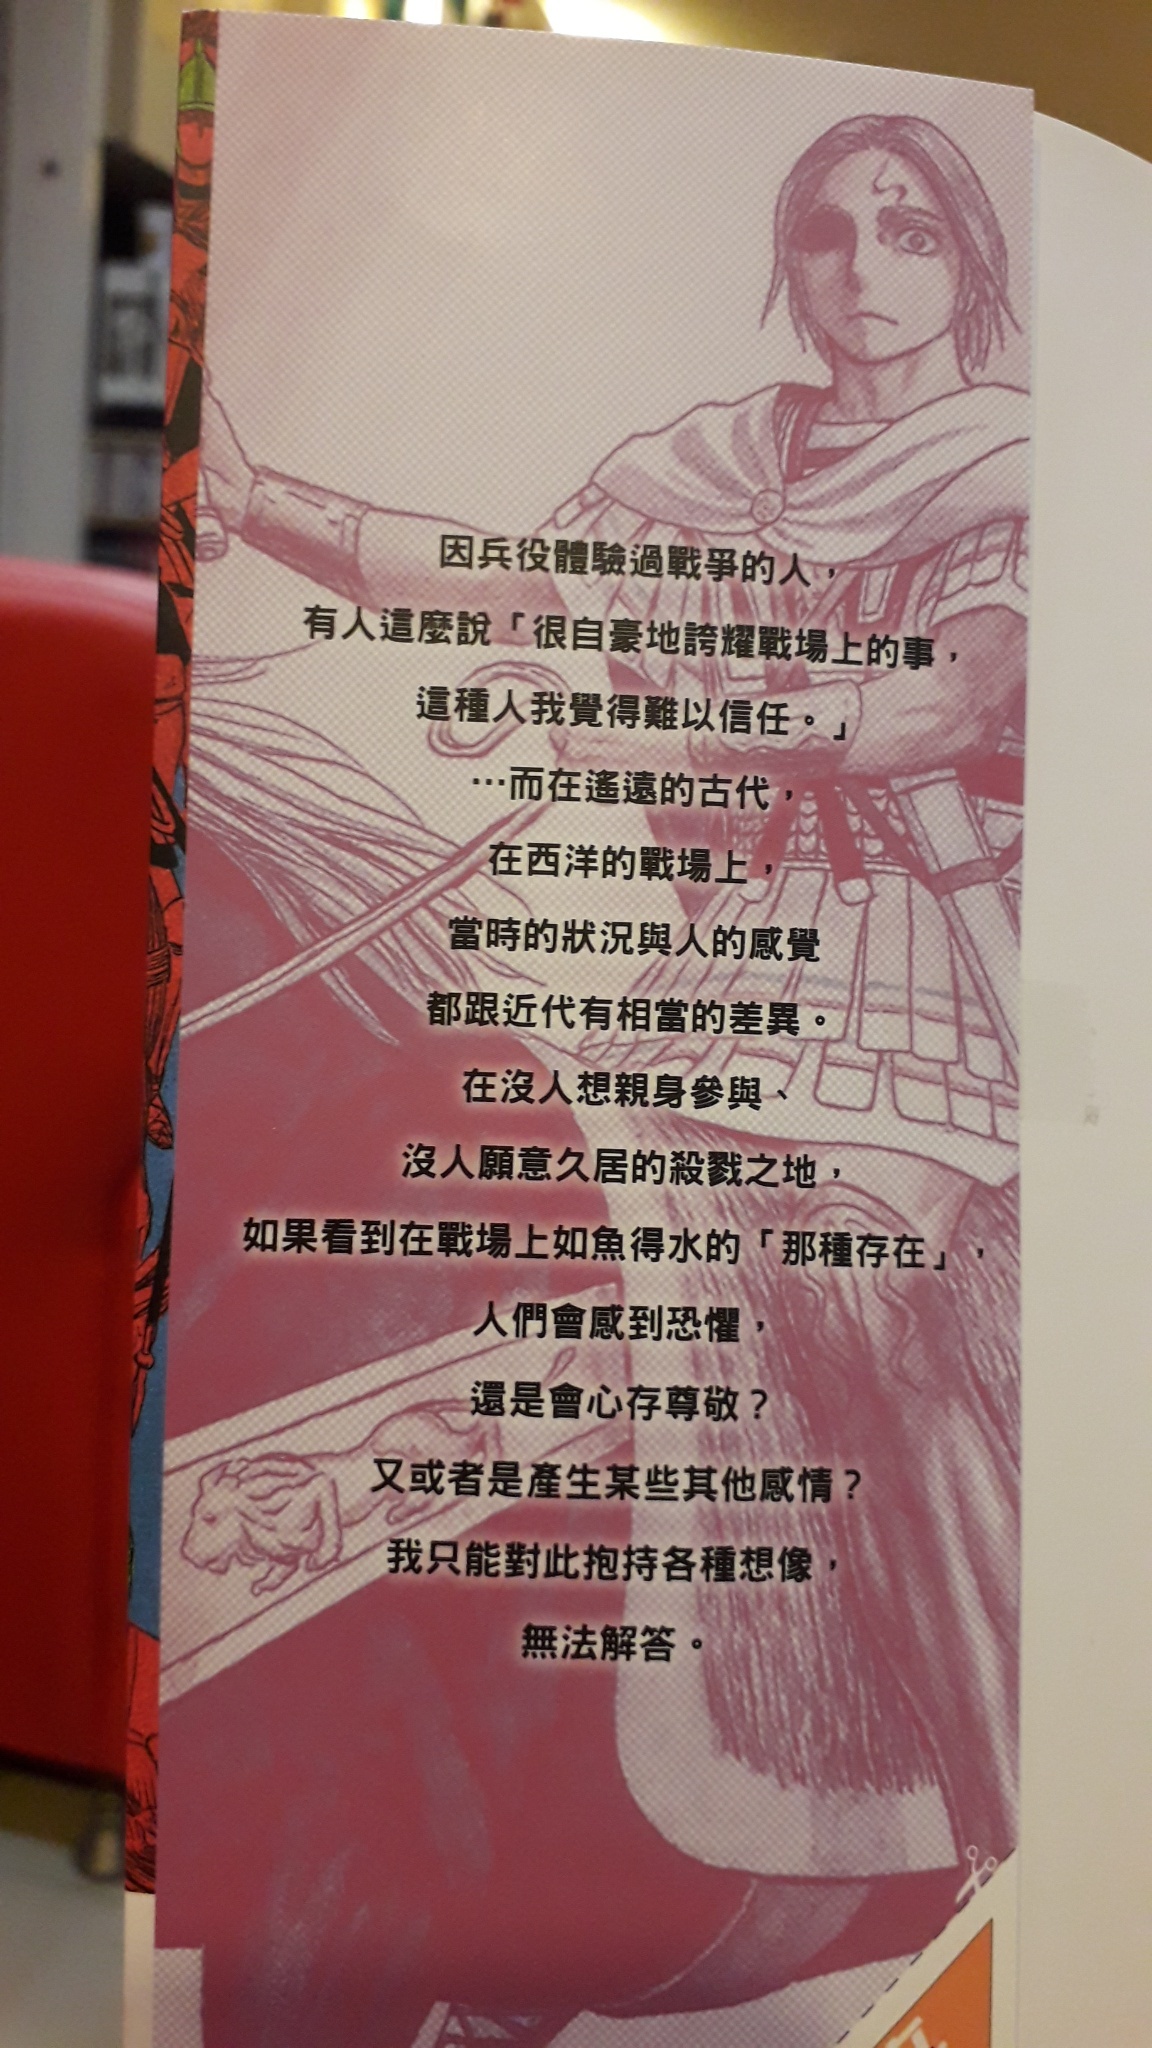 因兵役體驗過戰爭的人，
有人這麼說「很自豪地誇耀戰場上的事，
這種人我覺得難以信任。」
…而在遙遠的古代，
在西洋的戰場上，
當時的狀況與人的感覺
都跟近代有相當的差異。
在沒人想親身參與、
沒人願意久居的殺戮之地，
如果看到在戰場上如魚得水的「那種存在」，
人們會感到恐懼，
還是會心存尊敬？
又或者是產生某些其他感情？
我只能對此抱持各種想像，
無法解答。